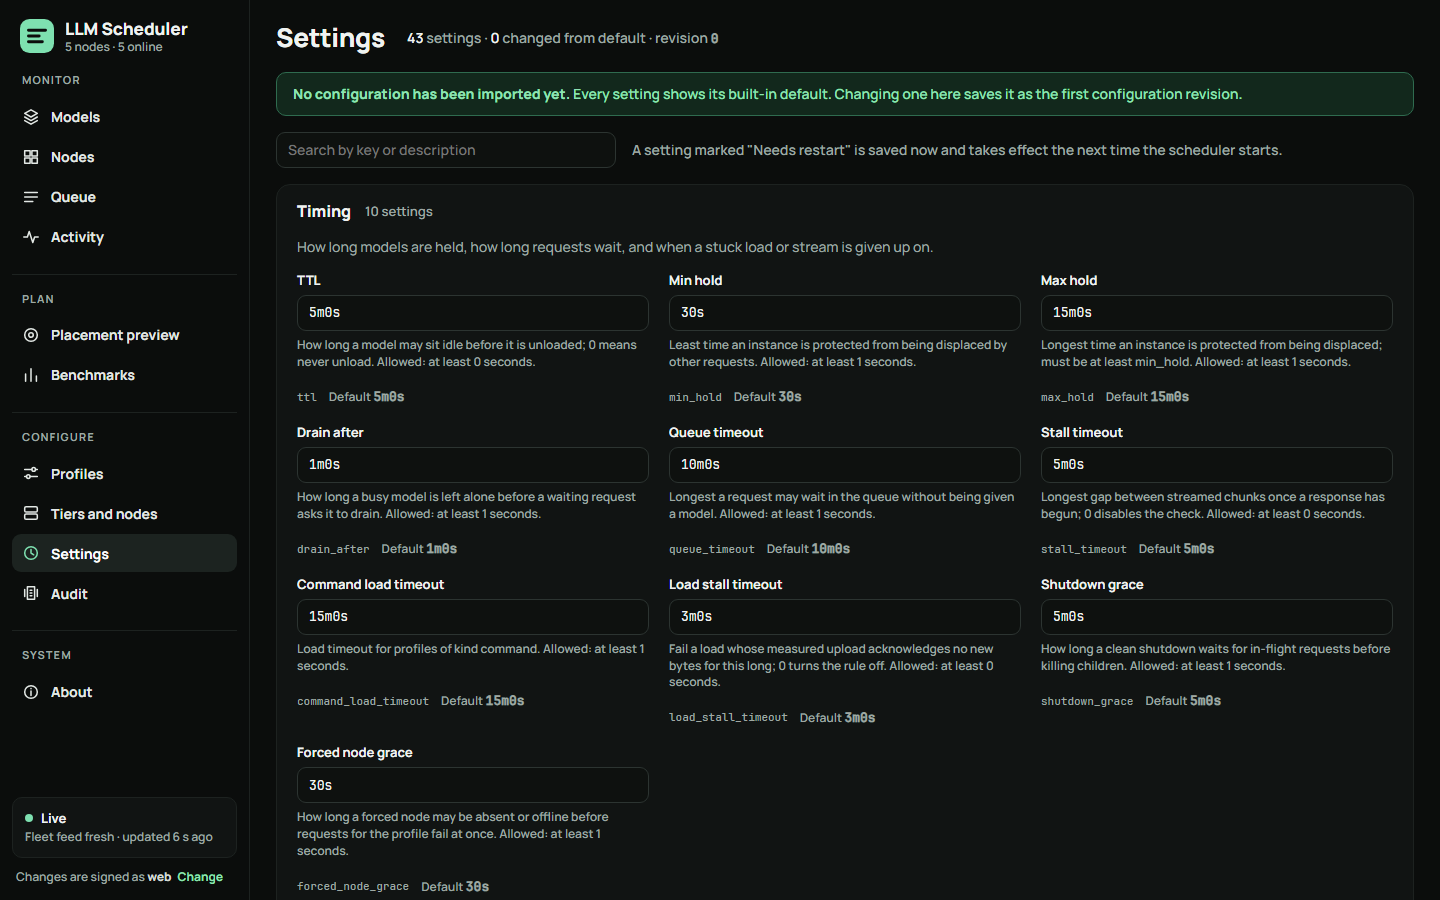 LLM Scheduler
5 nodes · 5 online
MONITOR
Models
Nodes
Queue
Activity
PLAN
Placement preview
Benchmarks
CONFIGURE
Profiles
Tiers and nodes
Settings
Audit
SYSTEM
About
Live
Fleet feed fresh · updated 6 s ago
Changes are signed as web Change
Settings 43 settings · 0 changed from default · revision 0
No configuration has been imported yet. Every setting shows its built-in default. Changing one here saves it as the first configuration revision.
Search by key or description
A setting marked "Needs restart" is saved now and takes effect the next time the scheduler starts.
Timing 10 settings
How long models are held, how long requests wait, and when a stuck load or stream is given up on.
TTL
5m0s
How long a model may sit idle before it is unloaded; 0 means
never unload. Allowed: at least 0 seconds.
ttl Default 5m0s
Min hold
30s
Least time an instance is protected from being displaced by
other requests. Allowed: at least 1 seconds.
min_hold Default 30s
Max hold
15m0s
Longest time an instance is protected from being displaced;
must be at least min_hold. Allowed: at least 1 seconds.
max_hold Default 15m0s
Drain after
1m0s
How long a busy model is left alone before a waiting request
asks it to drain. Allowed: at least 1 seconds.
drain_after Default 1m0s
Queue timeout
10m0s
Longest a request may wait in the queue without being given
a model. Allowed: at least 1 seconds.
queue_timeout Default 10m0s
Stall timeout
5m0s
Longest gap between streamed chunks once a response has
begun; 0 disables the check. Allowed: at least 0 seconds.
stall_timeout Default 5m0s
Command load timeout
15m0s
Load timeout for profiles of kind command. Allowed: at least 1
seconds.
command_load_timeout Default 15m0s
Load stall timeout
3m0s
Fail a load whose measured upload acknowledges no new
bytes for this long; 0 turns the rule off. Allowed: at least 0
seconds.
load_stall_timeout Default 3m0s
Shutdown grace
5m0s
How long a clean shutdown waits for in-flight requests before
killing children. Allowed: at least 1 seconds.
shutdown_grace Default 5m0s
Forced node grace
30s
How long a forced node may be absent or offline before
requests for the profile fail at once. Allowed: at least 1
seconds.
forced_node_grace Default 30s